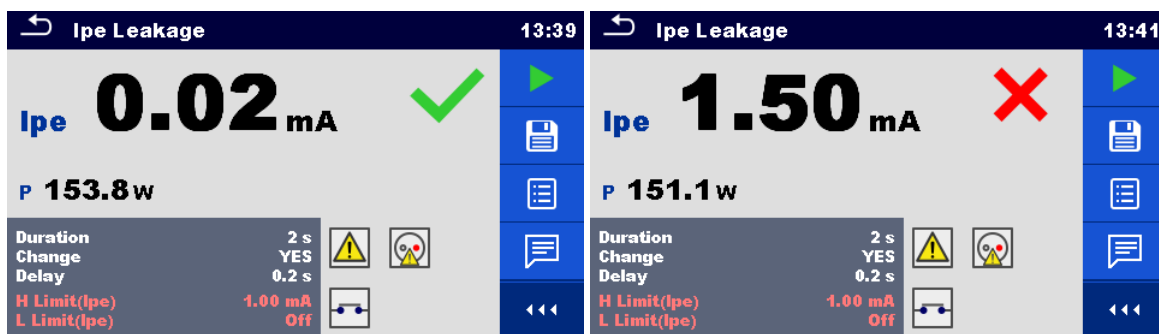 Ipe Leakage 13:39
Ipe 0.02 mA
P 153.8 W
Duration 2 s
Change YES
Delay 0.2 s
H Limit(Ipe) 1.00 mA
L Limit(Ipe) Off
Ipe Leakage 13:41
Ipe 1.50 mA
P 151.1 W
Duration 2 s
Change YES
Delay 0.2 s
H Limit(Ipe) 1.00 mA
L Limit(Ipe) Off